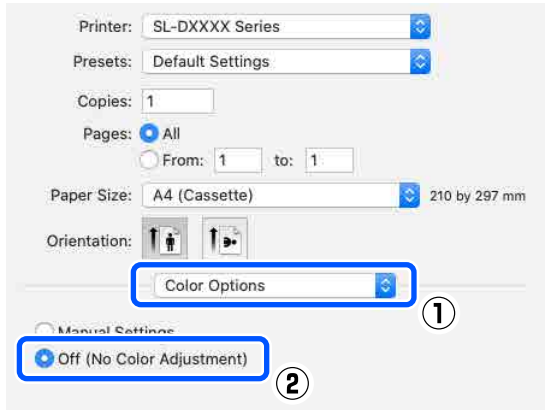 Printer: SL-DXXXX Series
Presets: Default Settings
Copies: 1
Pages: All
From: 1 to: 1
Paper Size: A4 (Cassette) 210 by 297 mm
Orientation:
Color Options
①
Manual Settings
Off (No Color Adjustment)
②